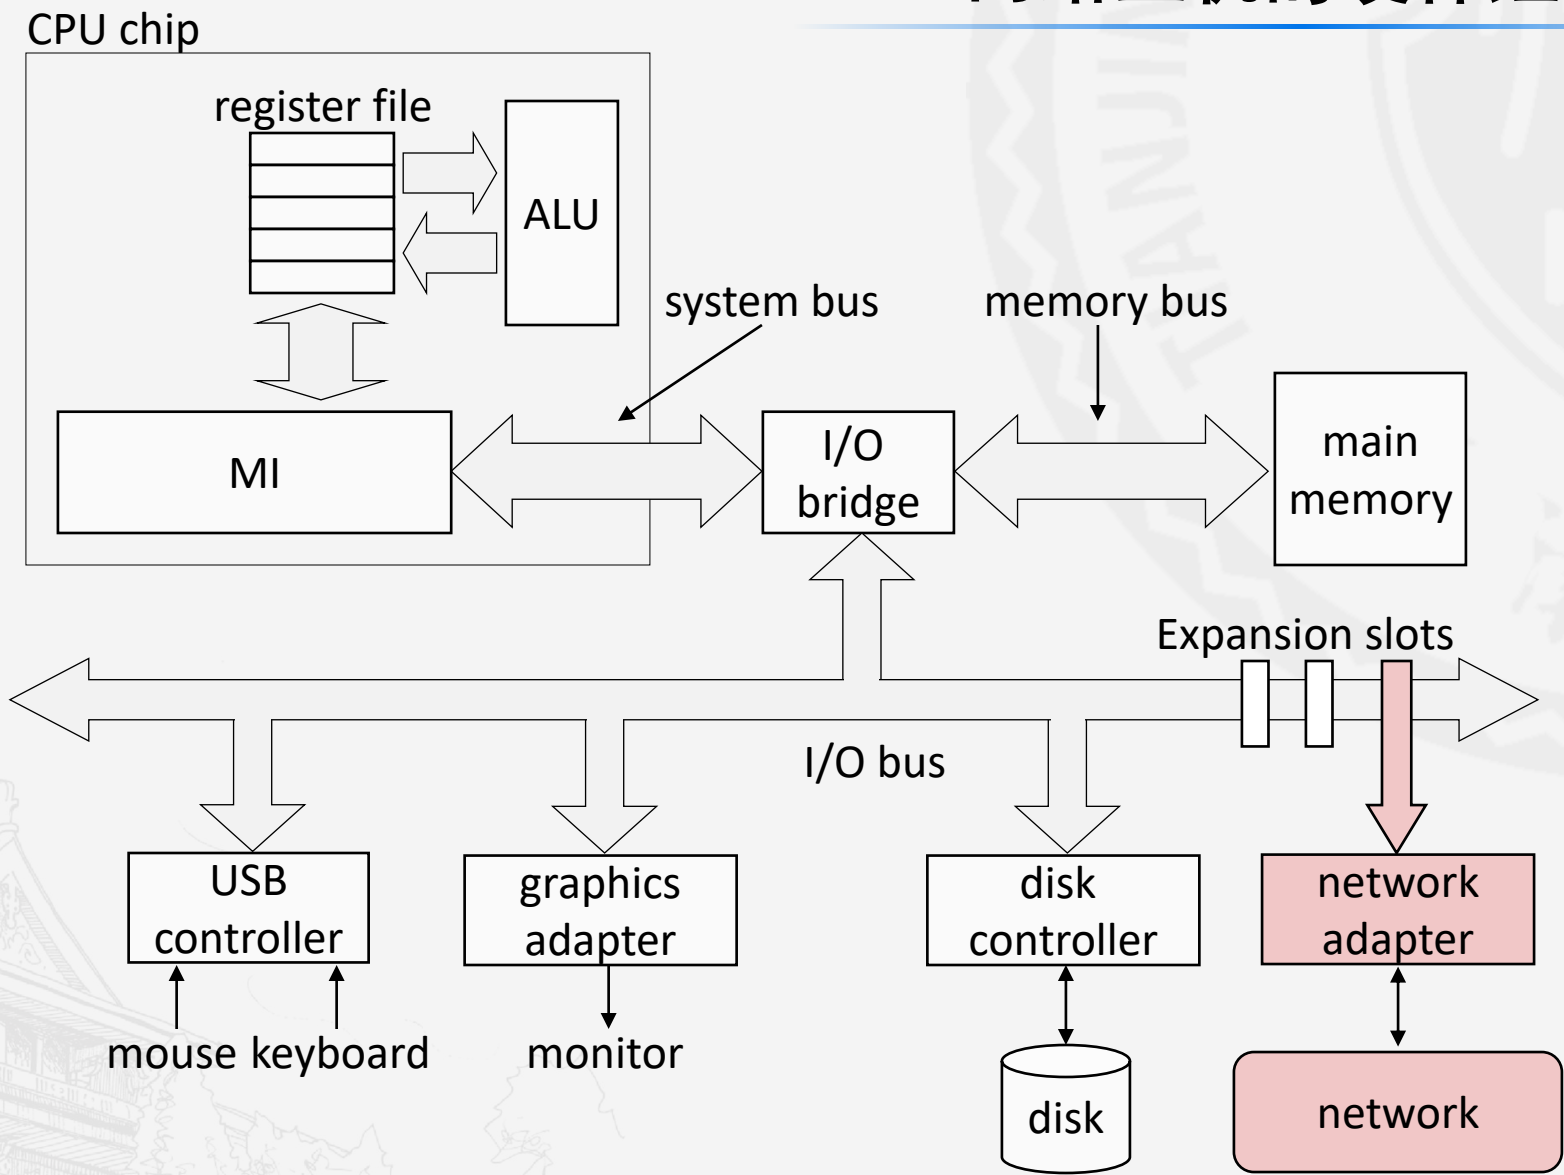 CPU chip
register file
ALU
system bus
memory bus
MI
I/O
bridge
main
memory
Expansion slots
I/O bus
USB
controller
graphics
adapter
disk
controller
network
adapter
mouse keyboard
monitor
disk
network
TIANJIN